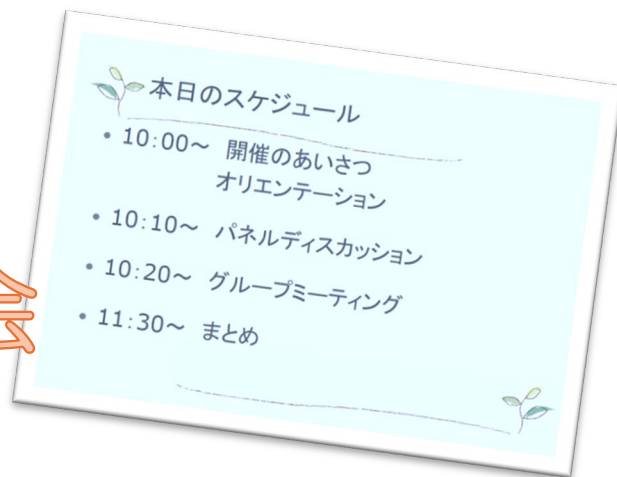 本日のスケジュール
• 10:00～ 開催のあいさつ
オリエンテーション
• 10:10～ パネルディスカッション
• 10:20～ グループミーティング
• 11:30～ まとめ